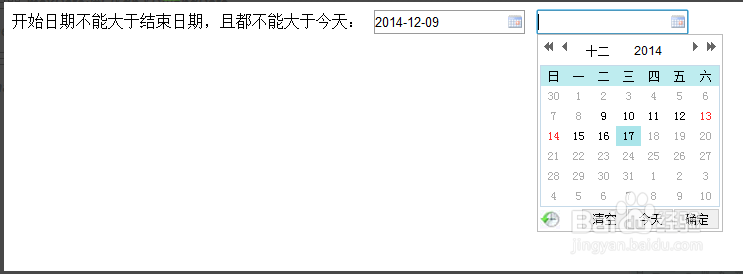 开始日期不能大于结束日期，且都不能大于今天： 2014-12-09
十二 2014
日 一 二 三 四 五 六
30 1 2 3 4 5 6
7 8 9 10 11 12 13
14 15 16 17 18 19 20
21 22 23 24 25 26 27
28 29 30 31 1 2 3
4 5 6 7 8 9 10
清空 今天 确定
Baidu 经验
jingyan.baidu.com